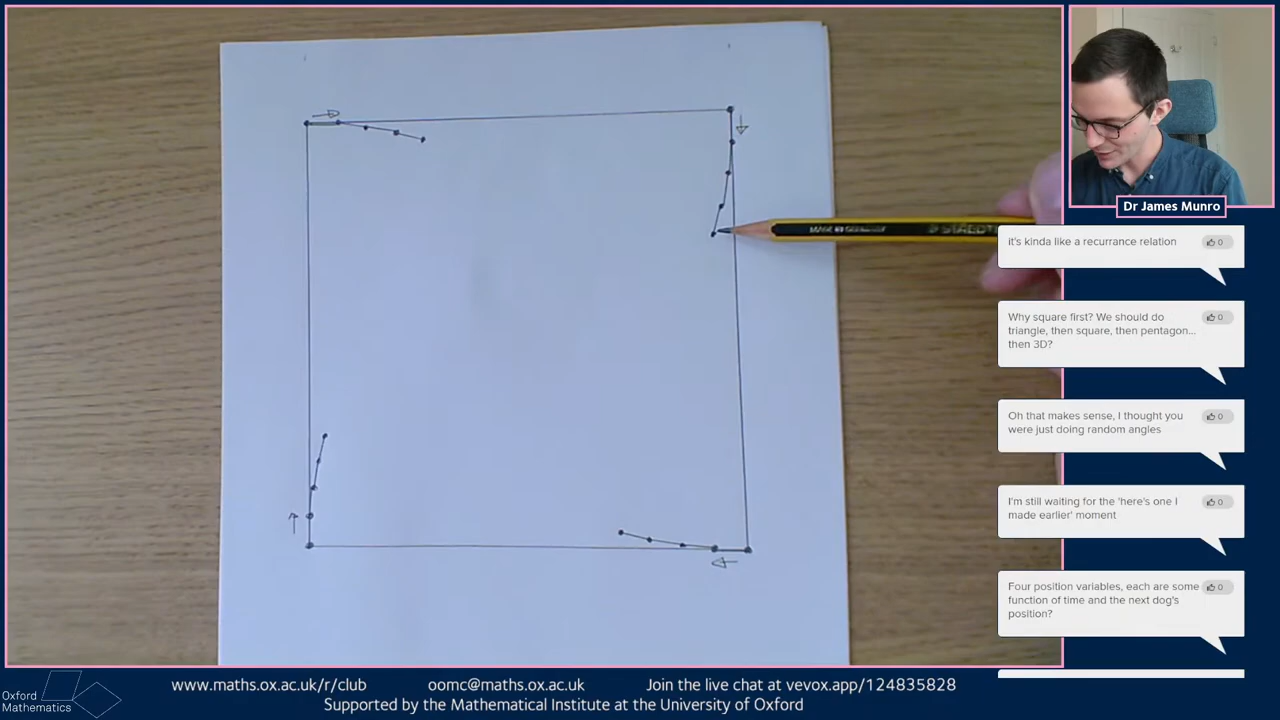 Dr James Munro
it's kinda like a recurrance relation
0
Why square first? We should do
triangle, then square, then pentagon...
then 3D?
0
Oh that makes sense, I thought you
were just doing random angles
0
I'm still waiting for the 'here's one I
made earlier' moment
0
Four position variables, each are some
function of time and the next dog's
position?
0
MADE IN GERMANY
Oxford
Mathematics
www.maths.ox.ac.uk/r/club
oomc@maths.ox.ac.uk
Join the live chat at vevox.app/124835828
Supported by the Mathematical Institute at the University of Oxford